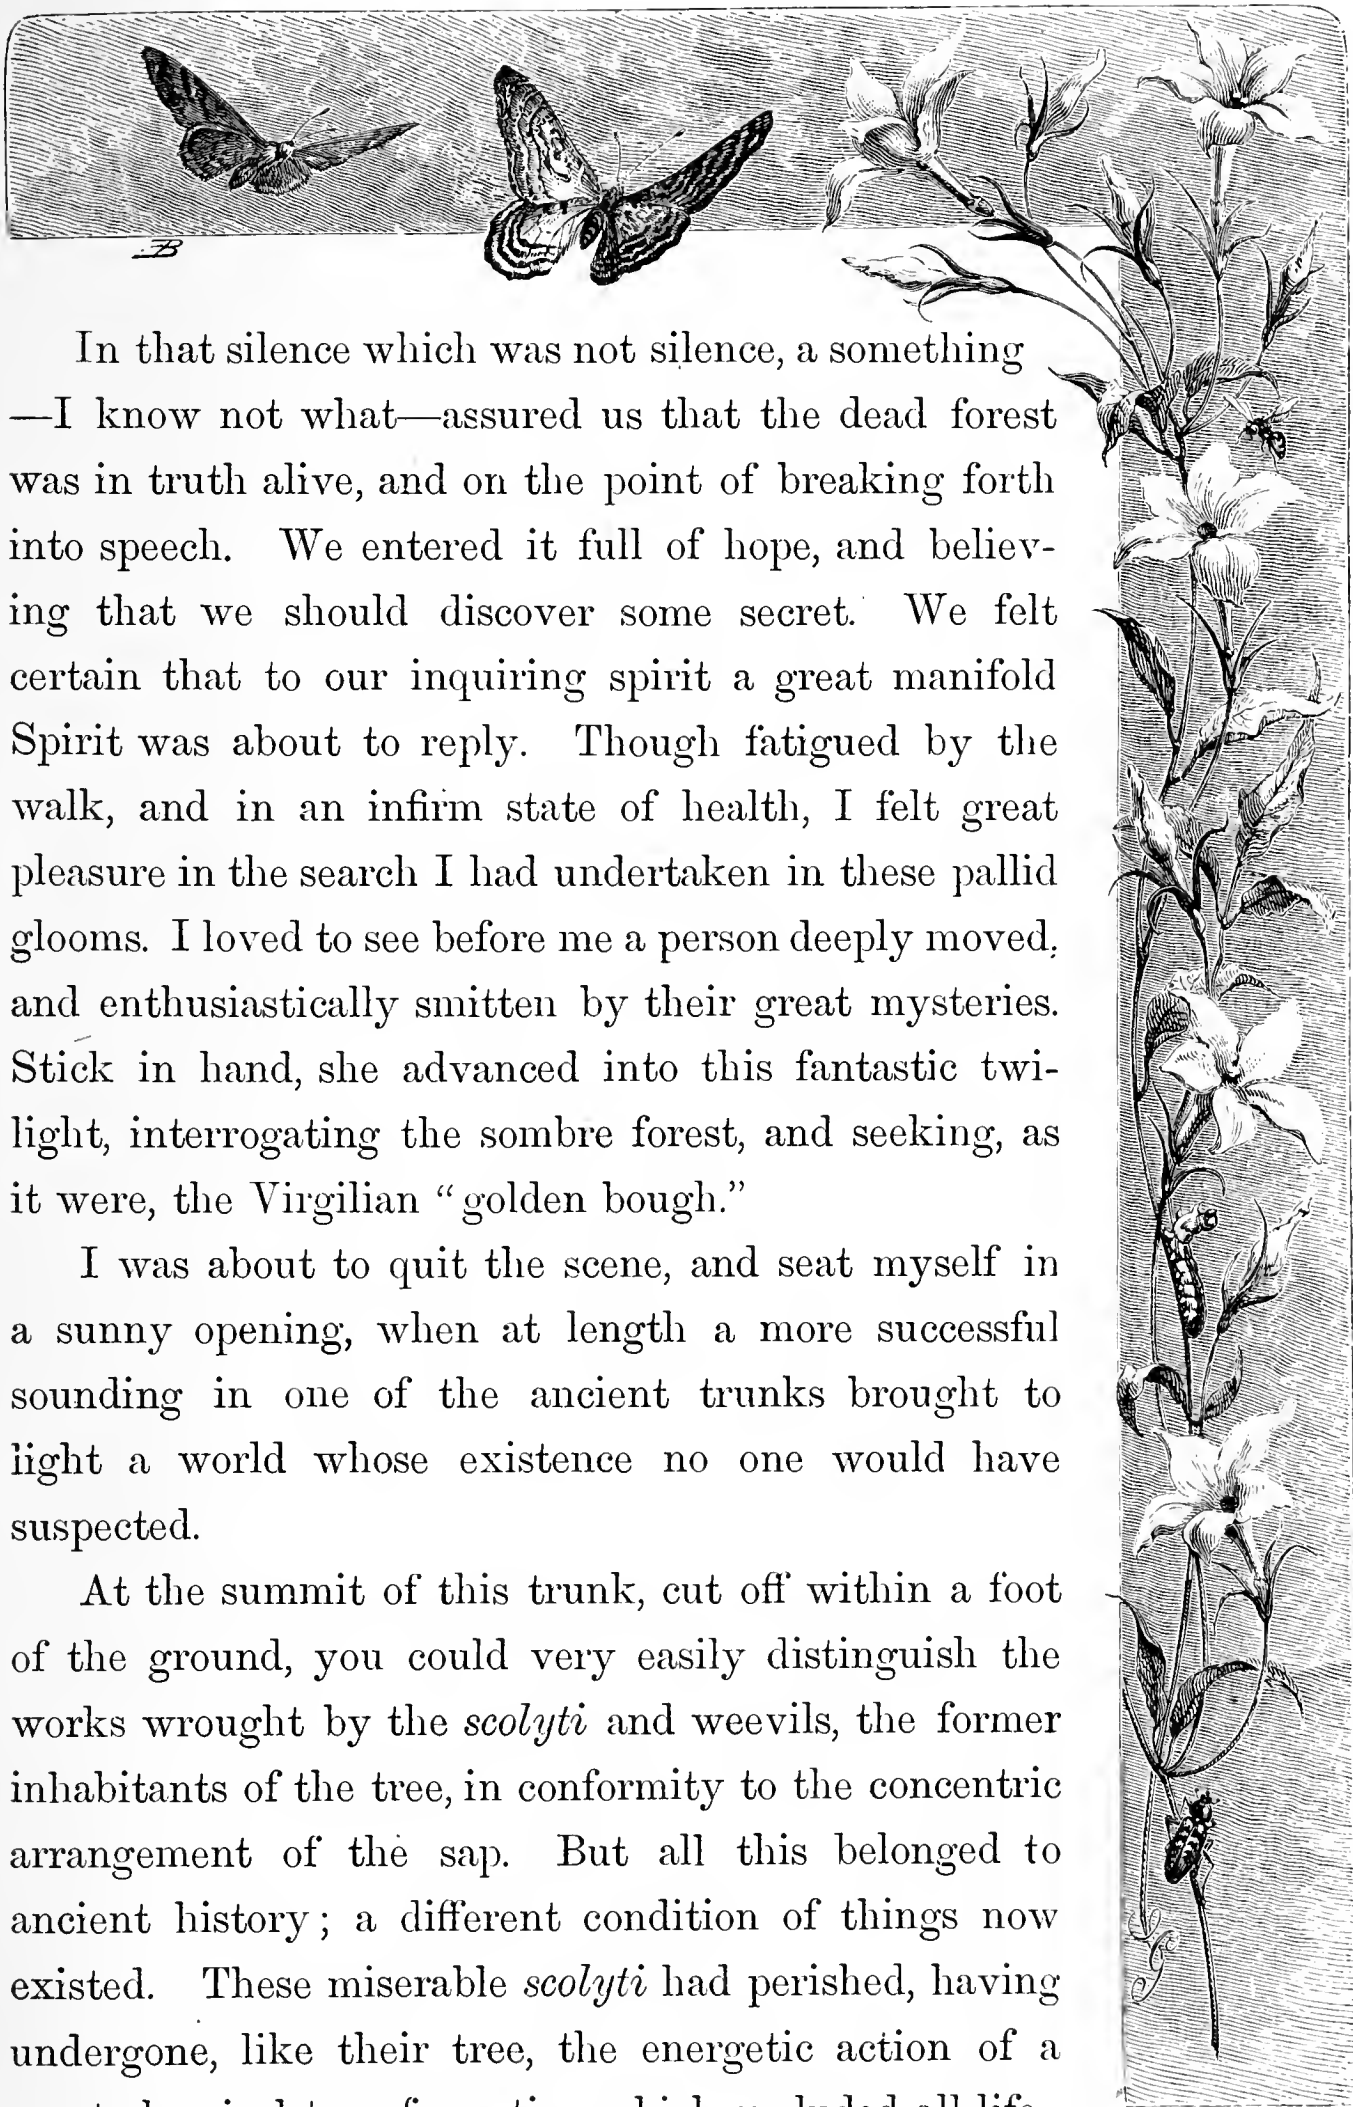 In that silence which was not silence, a something
—I know not what—assured us that the dead forest
was in truth alive, and on the point of breaking forth
into speech. We entered it full of hope, and believ-
ing that we should discover some secret. We felt
certain that to our inquiring spirit a great manifold
Spirit was about to reply. Though fatigued by the
walk, and in an infirm state of health, I felt great
pleasure in the search I had undertaken in these pallid
glooms. I loved to see before me a person deeply moved,
and enthusiastically smitten by their great mysteries.
Stick in hand, she advanced into this fantastic twi-
light, interrogating the sombre forest, and seeking, as
it were, the Virgilian “golden bough.”
I was about to quit the scene, and seat myself in
a sunny opening, when at length a more successful
sounding in one of the ancient trunks brought to
light a world whose existence no one would have
suspected.
At the summit of this trunk, cut off within a foot
of the ground, you could very easily distinguish the
works wrought by the scolyti and weevils, the former
inhabitants of the tree, in conformity to the concentric
arrangement of the sap. But all this belonged to
ancient history; a different condition of things now
existed. These miserable scolyti had perished, having
undergone, like their tree, the energetic action of a